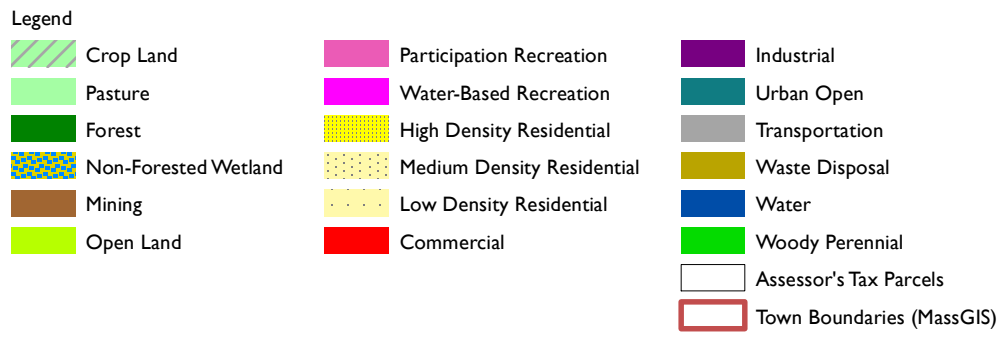 Legend
Crop Land
Pasture
Forest
Non-Forested Wetland
Mining
Open Land
Participation Recreation
Water-Based Recreation
High Density Residential
Medium Density Residential
Low Density Residential
Commercial
Industrial
Urban Open
Transportation
Waste Disposal
Water
Woody Perennial
Assessor's Tax Parcels
Town Boundaries (MassGIS)